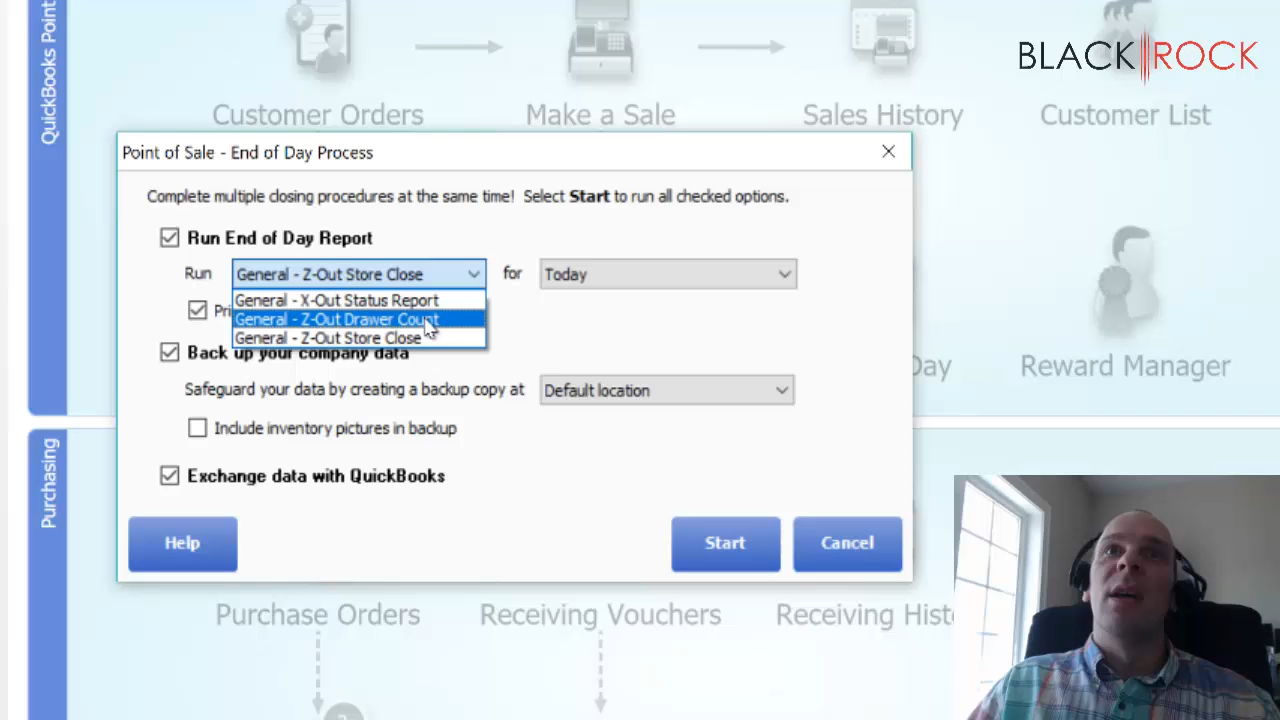 QuickBooks Point
BLACK ROCK
Customer Orders
Make a Sale
Sales History
Customer List
Point of Sale - End of Day Process
Complete multiple closing procedures at the same time! Select Start to run all checked options.
Run End of Day Report
Run
General - Z-Out Store Close
for
Today
General - X-Out Status Report
Pri
General - Z-Out Drawer Count
General - Z-Out Store Close
Back up your company data
Day
Reward Manager
Safeguard your data by creating a backup copy at
Default location
Include inventory pictures in backup
Purchasing
Exchange data with QuickBooks
Help
Start
Cancel
Purchase Orders
Receiving Vouchers
Receiving Histo